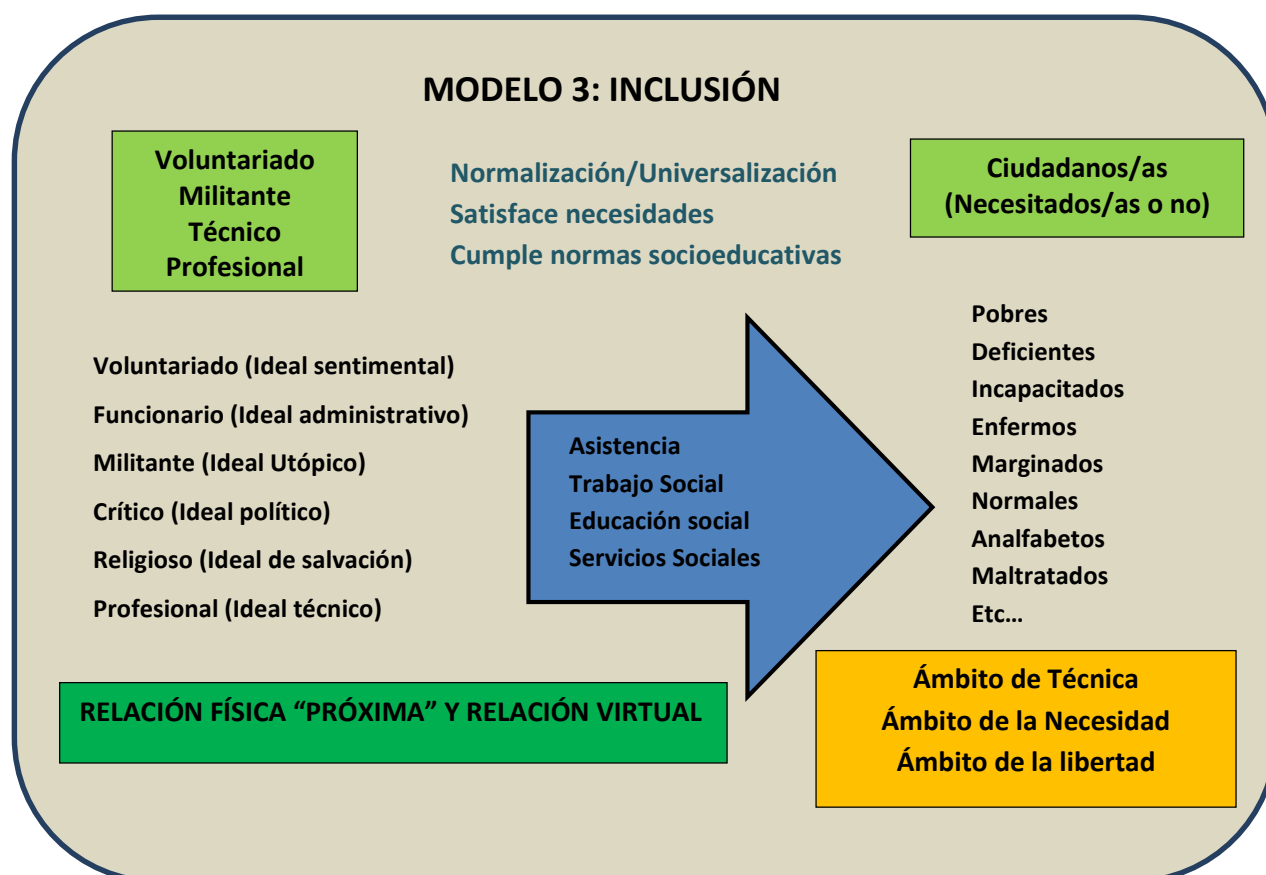 MODELO 3: INCLUSIÓN
Voluntariado
Militante
Técnico
Profesional
Normalización/Universalización
Satisface necesidades
Cumple normas socioeducativas
Ciudadanos/as
(Necesitados/as o no)
Voluntariado (Ideal sentimental)
Funcionario (Ideal administrativo)
Militante (Ideal Utópico)
Crítico (Ideal político)
Religioso (Ideal de salvación)
Profesional (Ideal técnico)
Asistencia
Trabajo Social
Educación social
Servicios Sociales
Pobres
Deficientes
Incapacitados
Enfermos
Marginados
Normales
Analfabetos
Maltratados
Etc…
RELACIÓN FÍSICA “PRÓXIMA” Y RELACIÓN VIRTUAL
Ámbito de Técnica
Ámbito de la Necesidad
Ámbito de la libertad